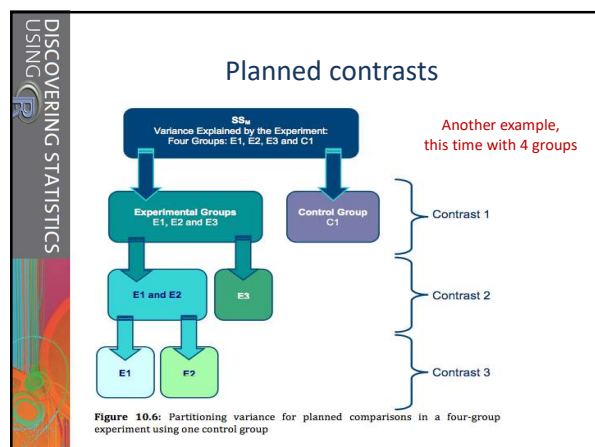 DISCOVERING STATISTICS
USING R
Planned contrasts
SS_M
Variance Explained by the Experiment:
Four Groups: E1, E2, E3 and C1
Another example,
this time with 4 groups
Experimental Groups
E1, E2 and E3
Control Group
C1
Contrast 1
E1 and E2
E3
Contrast 2
E1
E2
Contrast 3
Figure 10.6: Partitioning variance for planned comparisons in a four-group
experiment using one control group